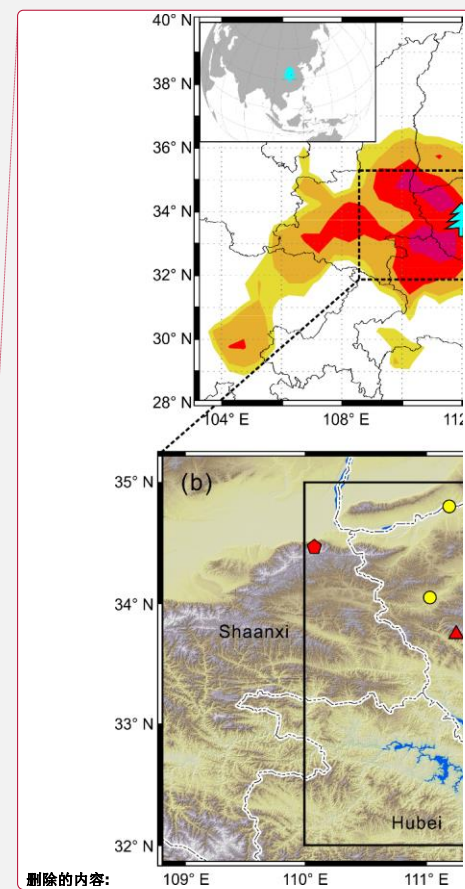 40° N
38° N
36° N
34° N
32° N
30° N
28° N
104° E
108° E
112
(b)
35° N
34° N
Shaanxi
33° N
Hubei
32° N
109° E
110° E
111° E
删除的内容: